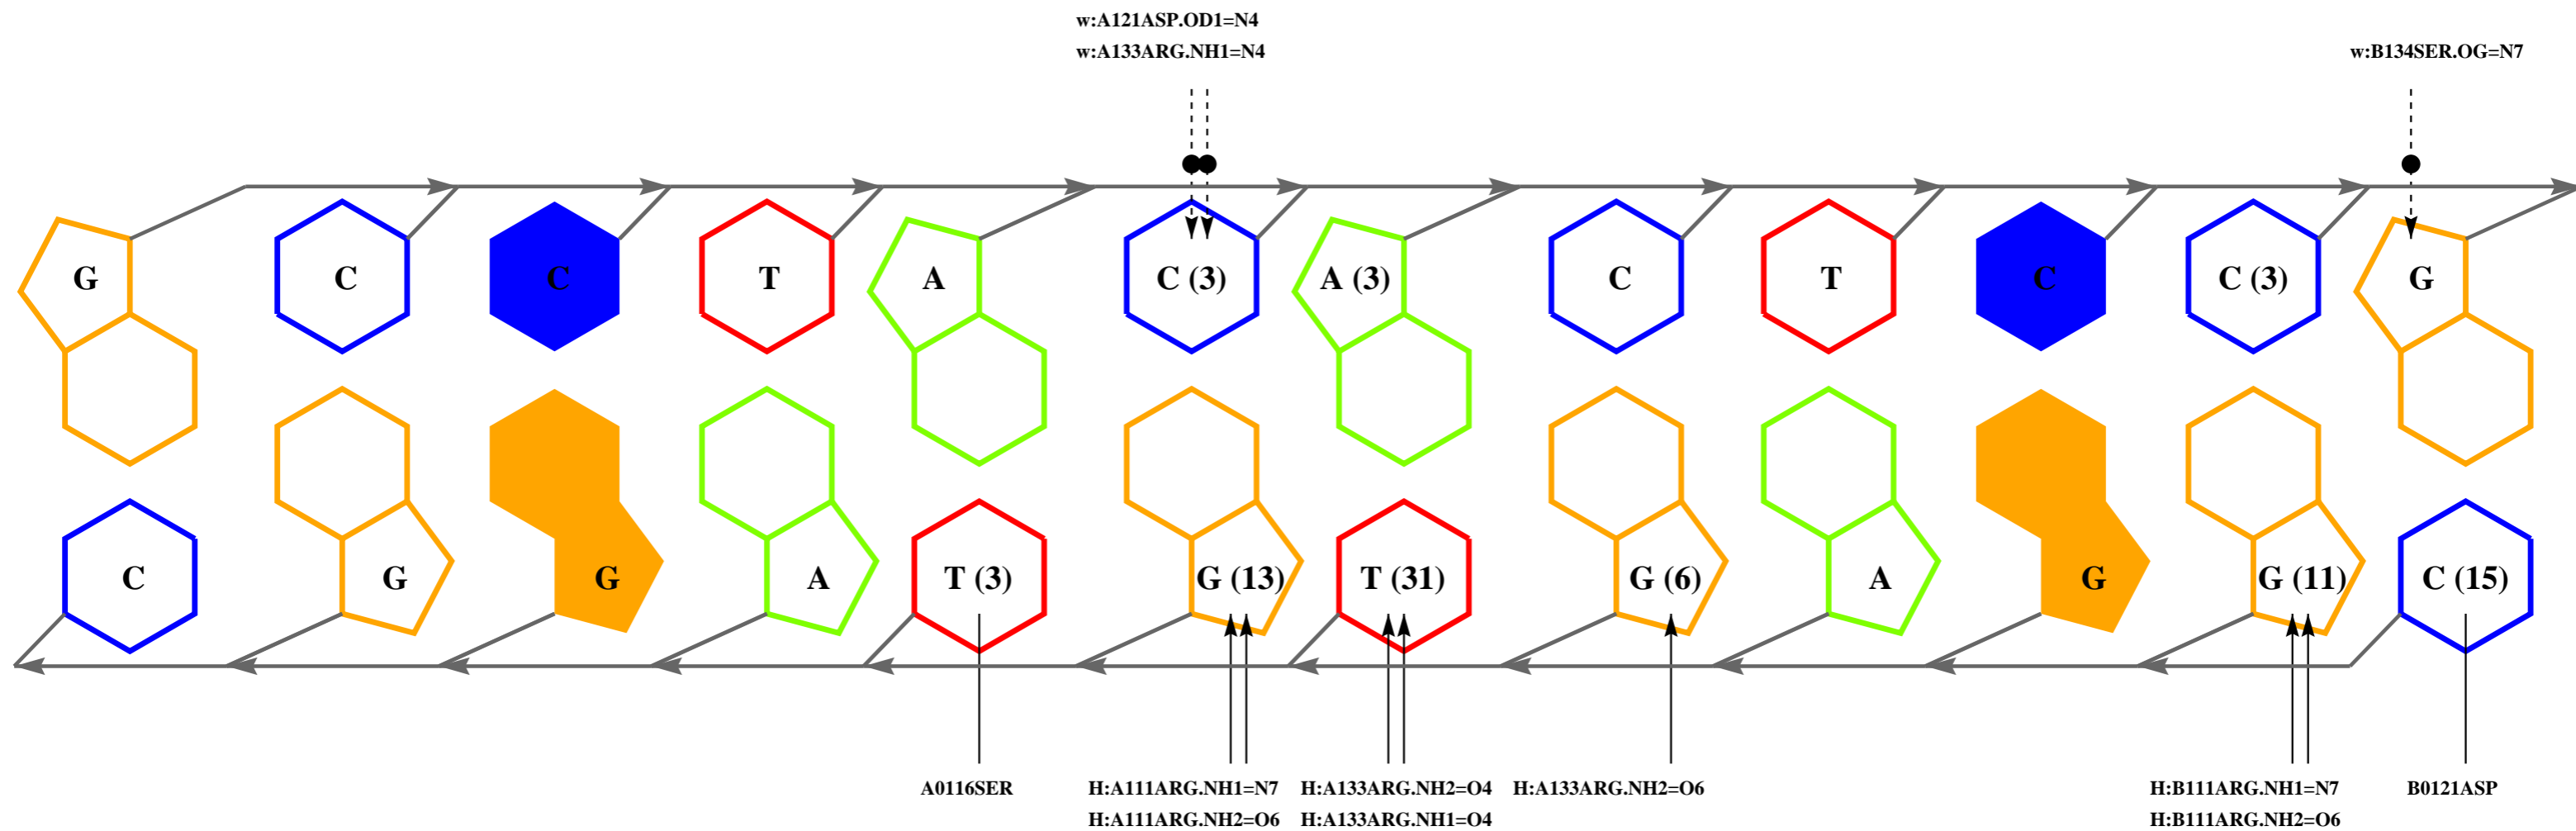 w:A121ASP.OD1=N4
w:A133ARG.NH1=N4 w:B134SER.OG=N7
G C C T A C (3) A (3) C T C C (3) G
C G G A T (3) G (13) T (31) G (6) A G G (11) C (15)
A0116SER H:A111ARG.NH1=N7 H:A133ARG.NH2=O4 H:A133ARG.NH2=O6 H:B111ARG.NH1=N7 B0121ASP
H:A111ARG.NH2=O6 H:A133ARG.NH1=O4 H:B111ARG.NH2=O6